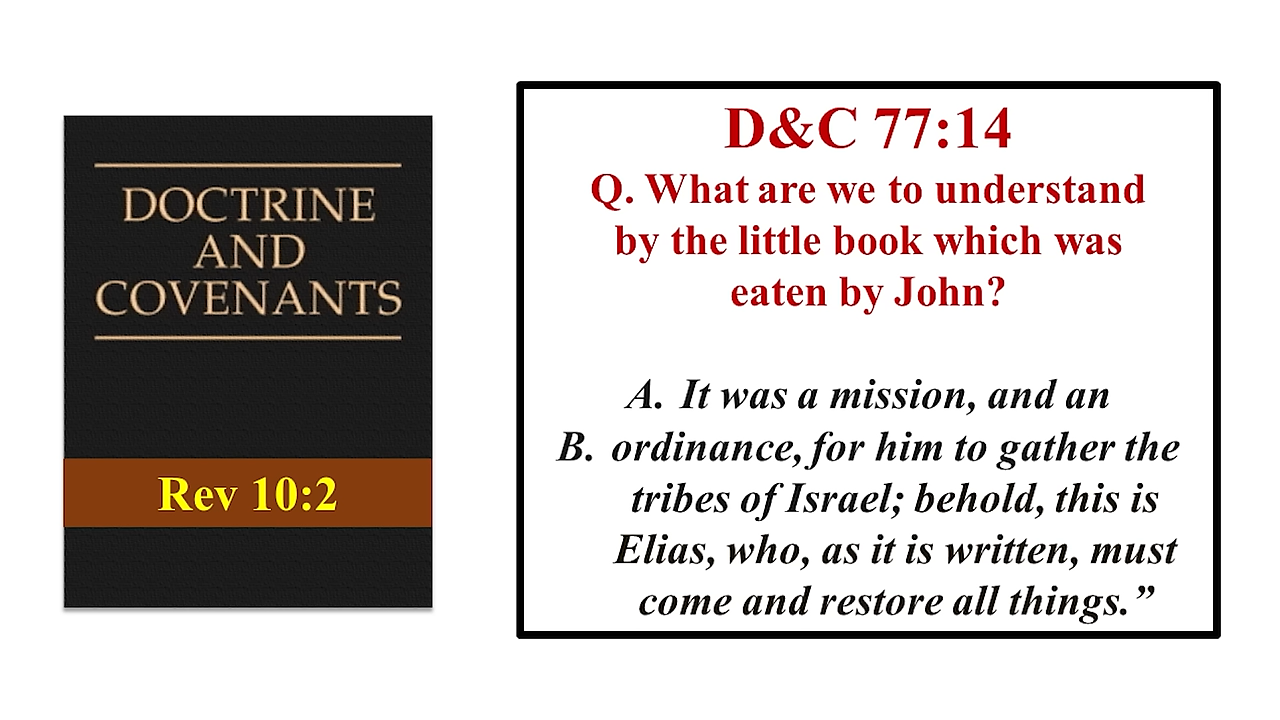 DOCTRINE
AND
COVENANTS
Rev 10:2
D&C 77:14
Q. What are we to understand
by the little book which was
eaten by John?
A. It was a mission, and an
B. ordinance, for him to gather the
tribes of Israel; behold, this is
Elias, who, as it is written, must
come and restore all things.”